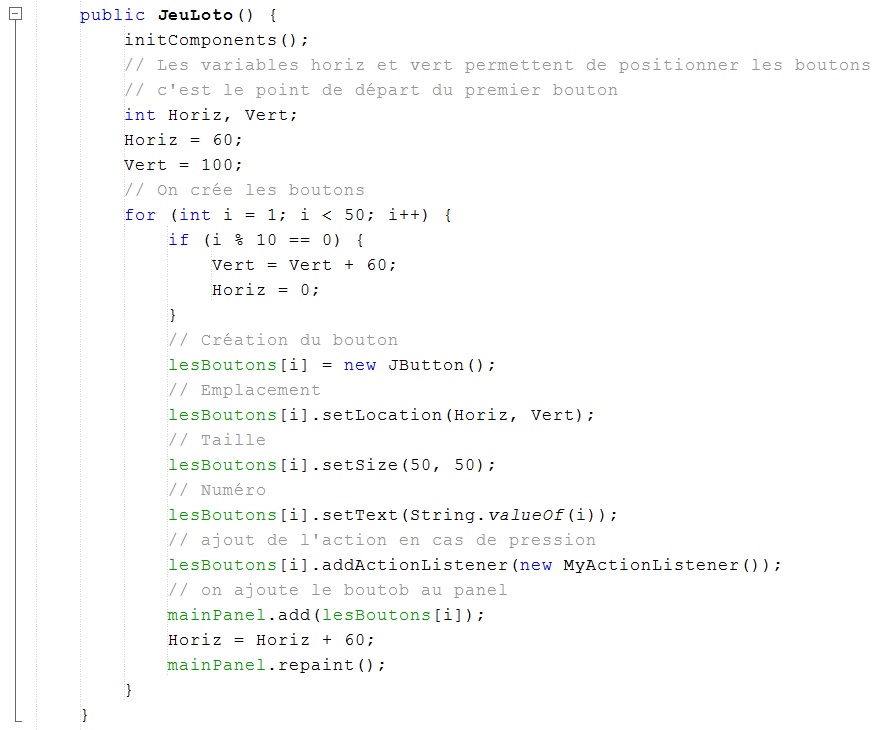 public JeuLoto() {
initComponents();
// Les variables horiz et vert permettent de positionner les boutons
// c'est le point de départ du premier bouton
int Horiz, Vert;
Horiz = 60;
Vert = 100;
// On crée les boutons
for (int i = 1; i < 50; i++) {
if (i % 10 == 0) {
Vert = Vert + 60;
Horiz = 0;
}
// Création du bouton
lesBoutons[i] = new JButton();
// Emplacement
lesBoutons[i].setLocation(Horiz, Vert);
// Taille
lesBoutons[i].setSize(50, 50);
// Numéro
lesBoutons[i].setText(String.valueOf(i));
// ajout de l'action en cas de pression
lesBoutons[i].addActionListener(new MyActionListener());
// on ajoute le boutob au panel
mainPanel.add(lesBoutons[i]);
Horiz = Horiz + 60;
mainPanel.repaint();
}
}